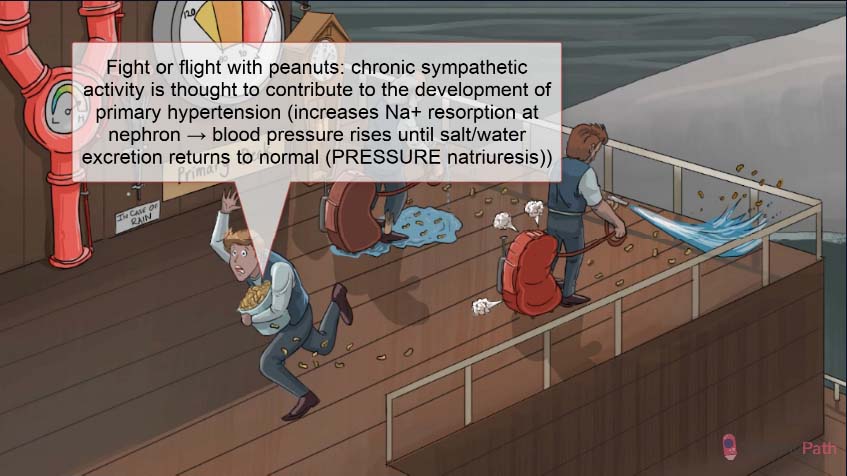 120
Fight or flight with peanuts: chronic sympathetic
activity is thought to contribute to the development of
primary hypertension (increases Na+ resorption at
nephron → blood pressure rises until salt/water
excretion returns to normal (PRESSURE natriuresis))
Primary
IN CASE OF
RAIN
Path